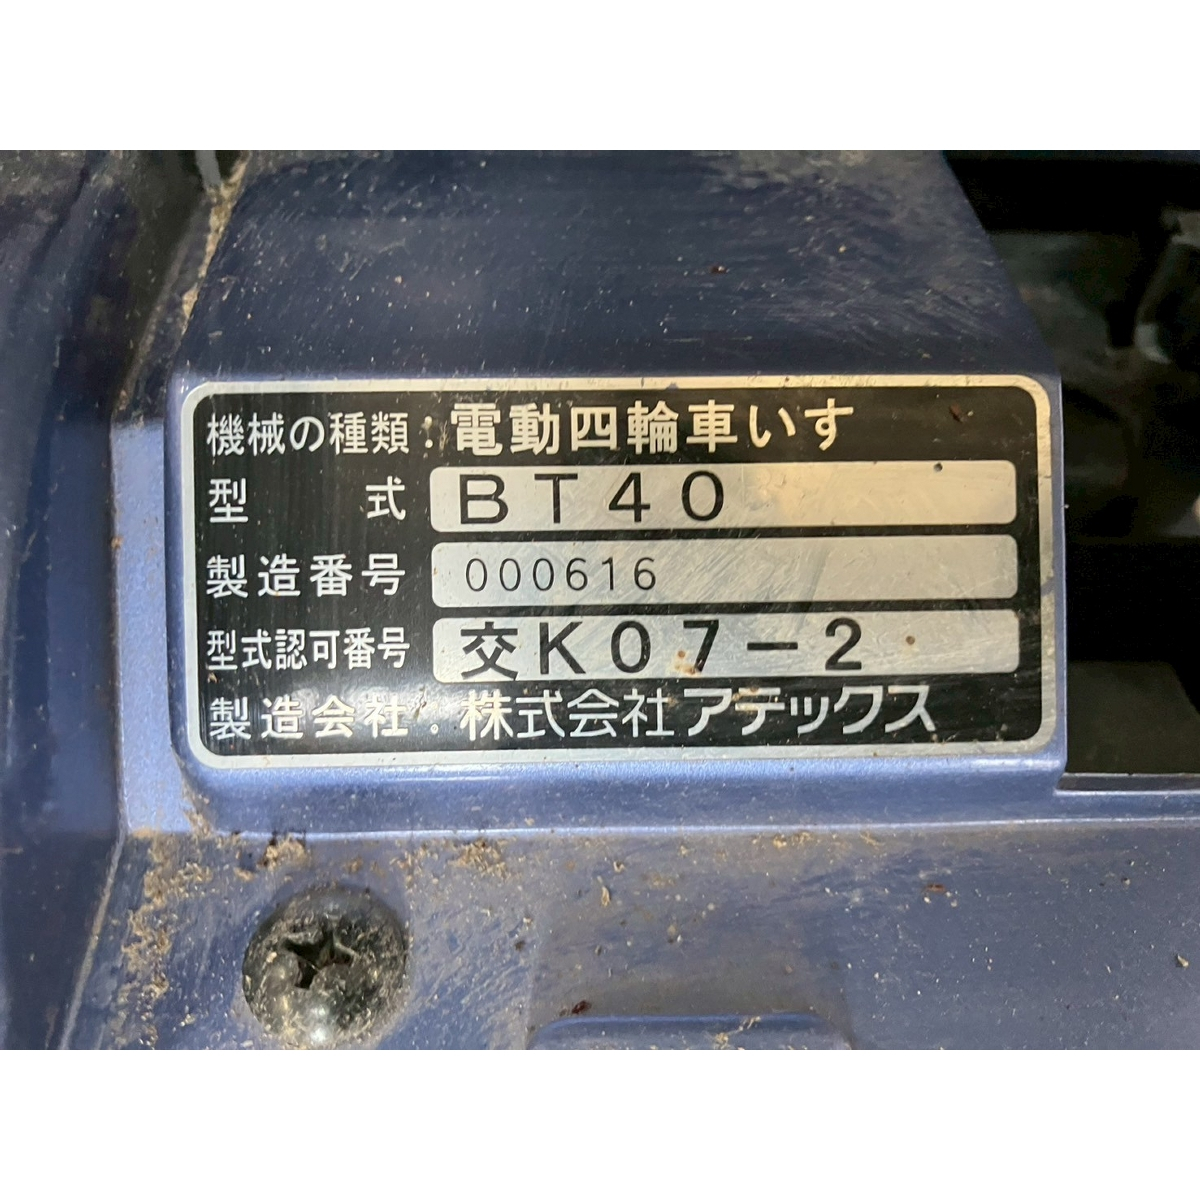 機械の種類：電動四輪車いす
型式 BT40
製造番号 000616
型式認可番号 交K07-2
製造会社：株式会社アテックス